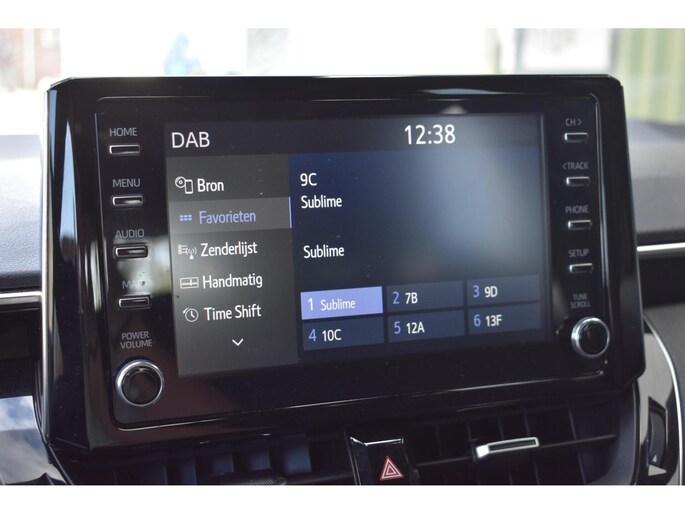 HOME
MENU
AUDIO
MAP
POWER
VOLUME
DAB
12:38
Bron
Favorieten
Zenderlijst
Handmatig
Time Shift
9C
Sublime
Sublime
1 Sublime
2 7B
3 9D
4 10C
5 12A
6 13F
CH >
< TRACK
PHONE
SETUP
TUNE
SCROLL